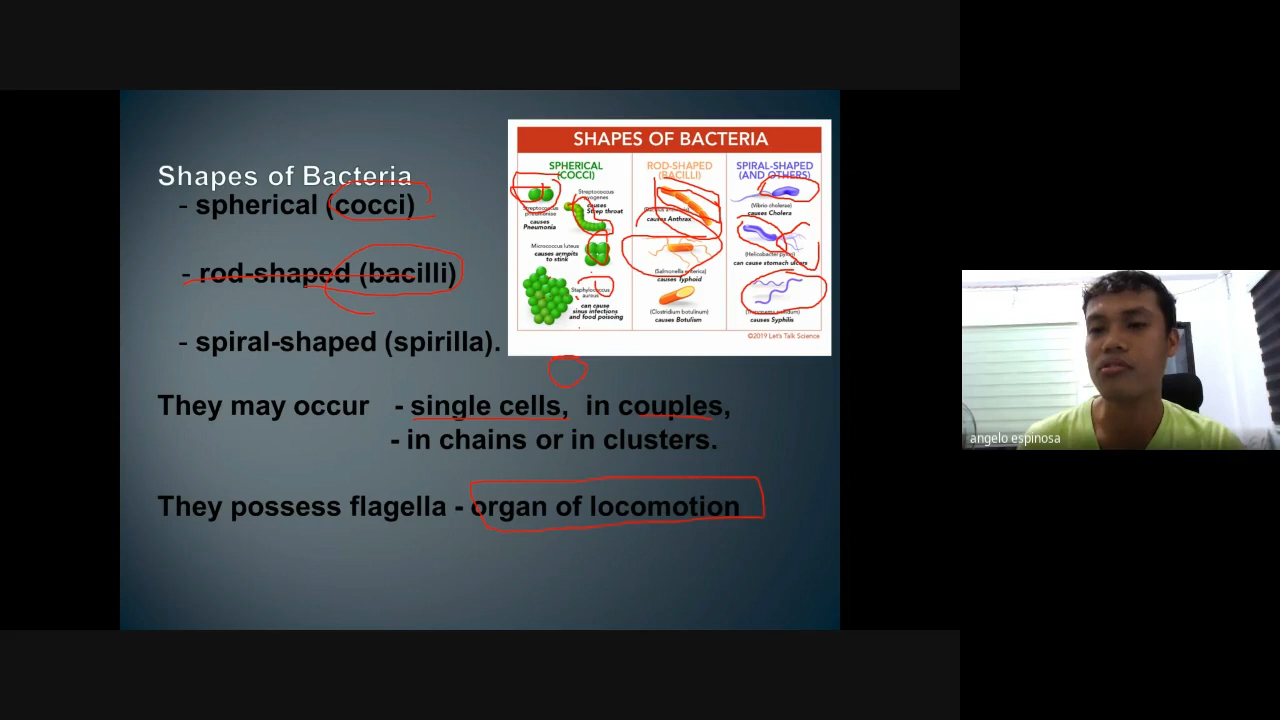 Shapes of Bacteria
- spherical (cocci)
- rod-shaped (bacilli)
- spiral-shaped (spirilla).
They may occur - single cells, in couples,
- in chains or in clusters.
They possess flagella - organ of locomotion
SHAPES OF BACTERIA
SPHERICAL
(COCCI)
Streptococcus
pneumoniae
causes
Pneumonia
Streptococcus
pyogenes
causes
Strep throat
Micrococcus luteus
causes armpits
to stink
Staphylococcus
aureus
can cause
sinus infections
and food poisoning
ROD-SHAPED
(BACILLI)
causes Anthrax
(Salmonella enterica)
causes Typhoid
(Clostridium botulinum)
causes Botulism
SPIRAL-SHAPED
(AND OTHERS)
(Vibrio cholerae)
causes Cholera
(Helicobacter pylori)
can cause stomach ulcers
causes Syphilis
©2019 Let's Talk Science
angelo espinosa